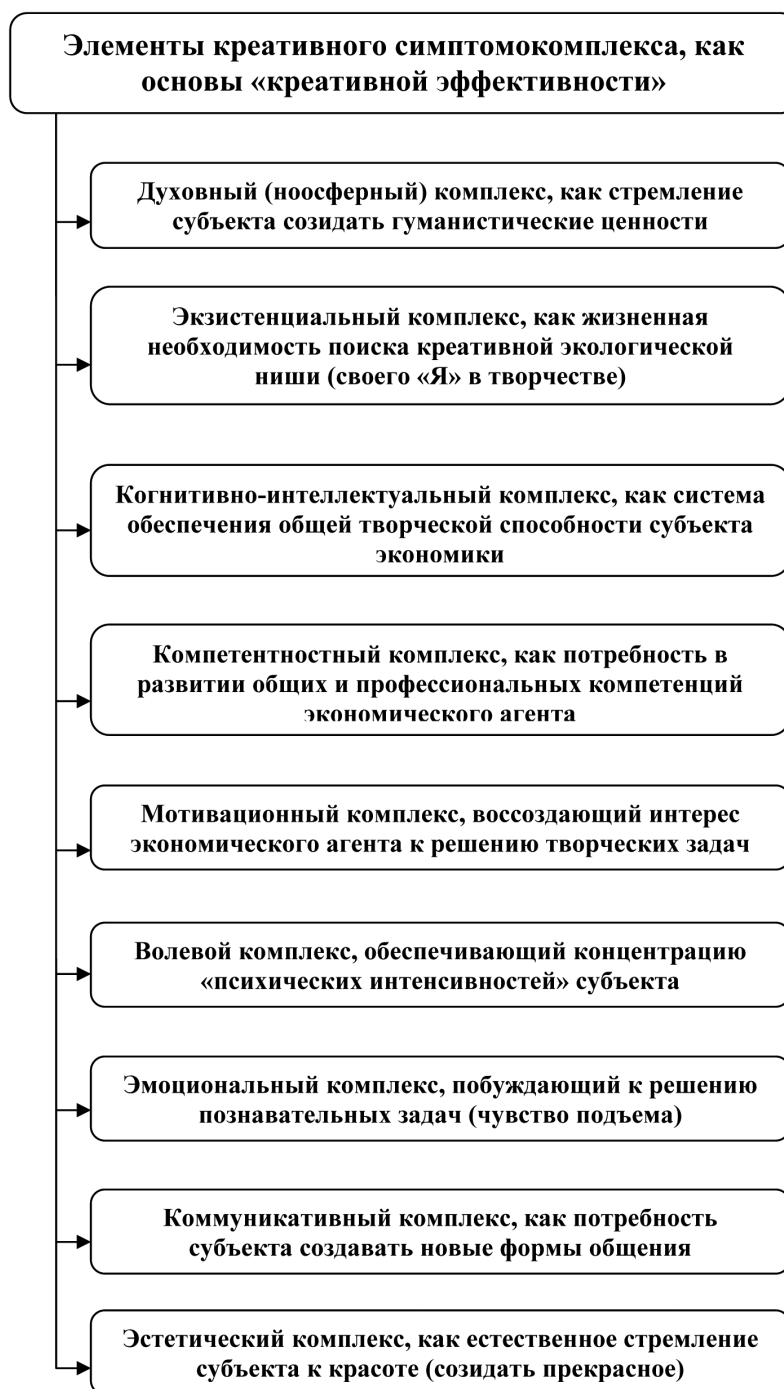 Элементы креативного симптомокомплекса, как
основы «креативной эффективности»
Духовный (ноосферный) комплекс, как стремление
субъекта созидать гуманистические ценности
Экзистенциальный комплекс, как жизненная
необходимость поиска креативной экологической
ниши (своего «Я» в творчестве)
Когнитивно-интеллектуальный комплекс, как система
обеспечения общей творческой способности субъекта
экономики
Компетентностный комплекс, как потребность в
развитии общих и профессиональных компетенций
экономического агента
Мотивационный комплекс, воссоздающий интерес
экономического агента к решению творческих задач
Волевой комплекс, обеспечивающий концентрацию
«психических интенсивностей» субъекта
Эмоциональный комплекс, побуждающий к решению
познавательных задач (чувство подъема)
Коммуникативный комплекс, как потребность
субъекта создавать новые формы общения
Эстетический комплекс, как естественное стремление
субъекта к красоте (созидать прекрасное)